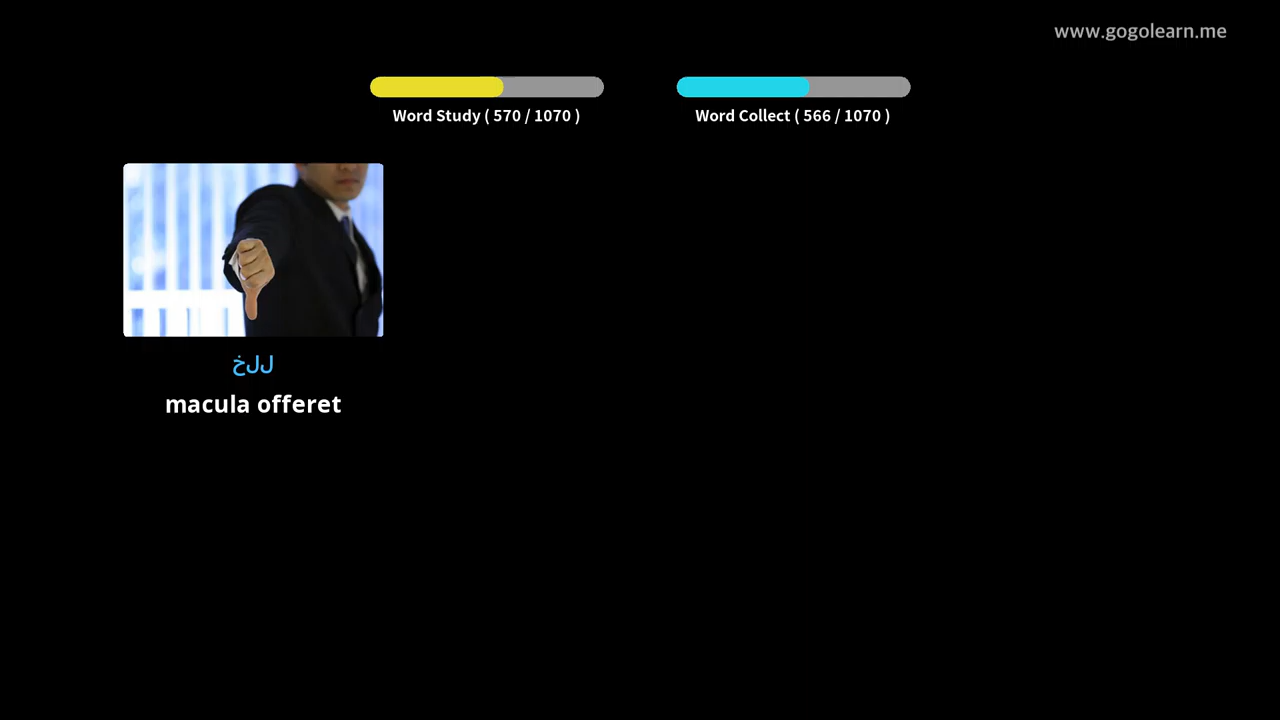 www.gogolearn.me
Word Study ( 570 / 1070 )
Word Collect ( 566 / 1070 )
خلل
macula offeret